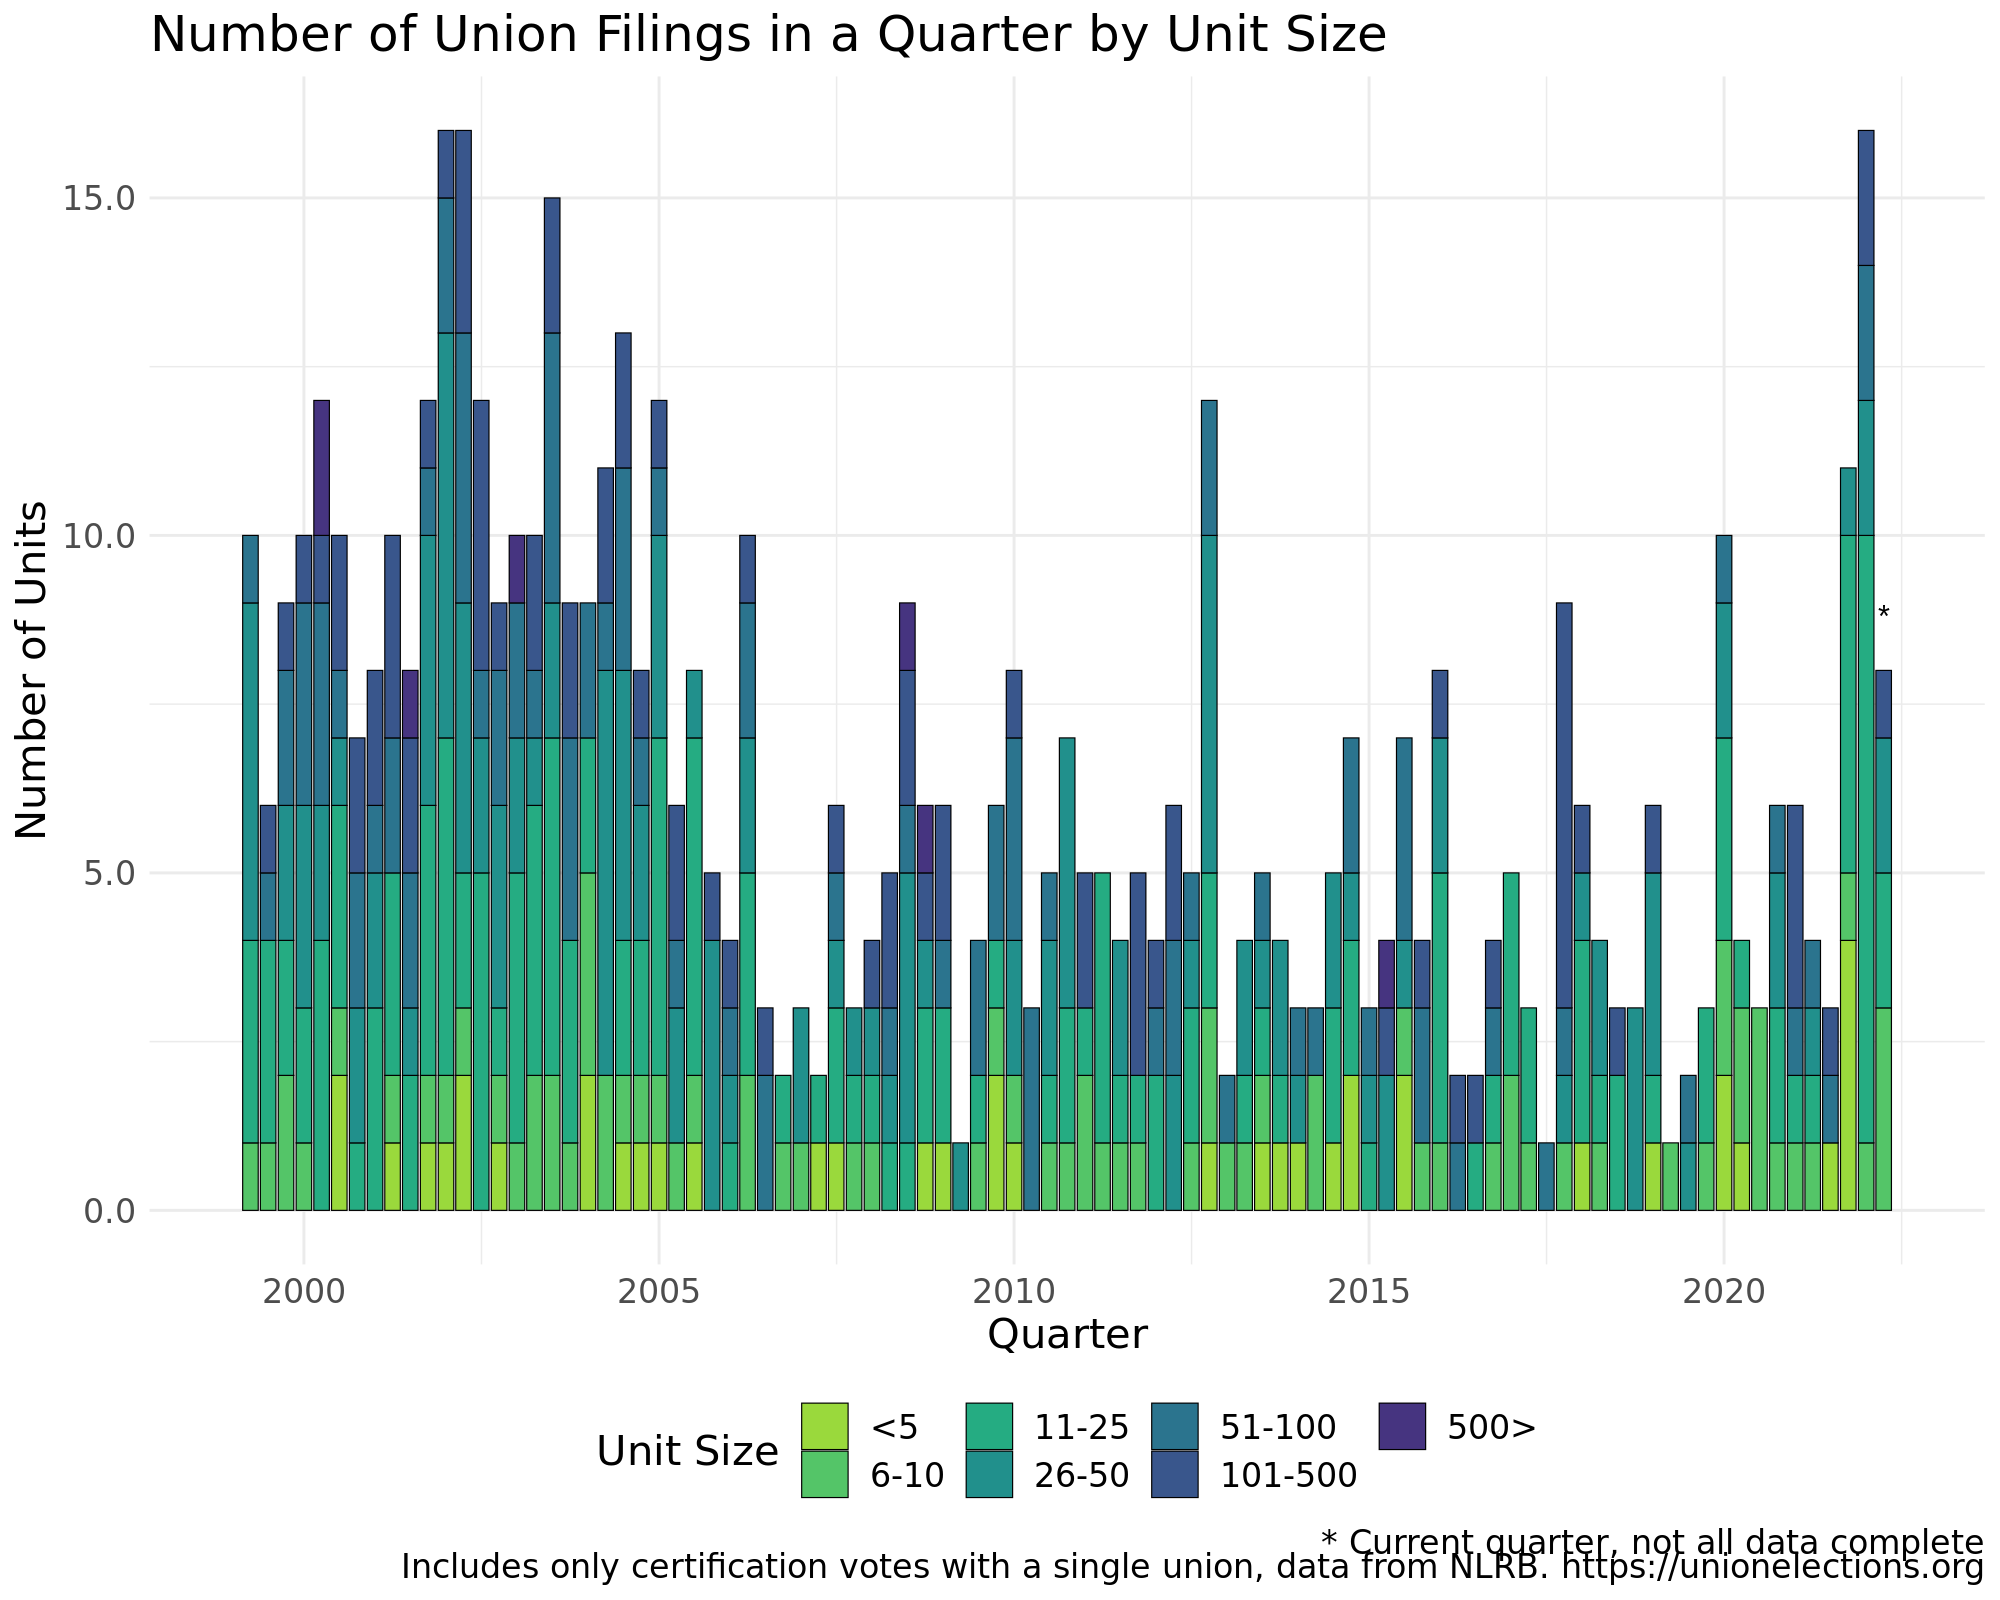 Number of Union Filings in a Quarter by Unit Size
Number of Units
15.0
10.0
5.0
0.0
*
2000 2005 2010 2015 2020
Quarter
Unit Size
<5 11-25 51-100 500>
6-10 26-50 101-500
* Current quarter, not all data complete
Includes only certification votes with a single union, data from NLRB. https://unionelections.org